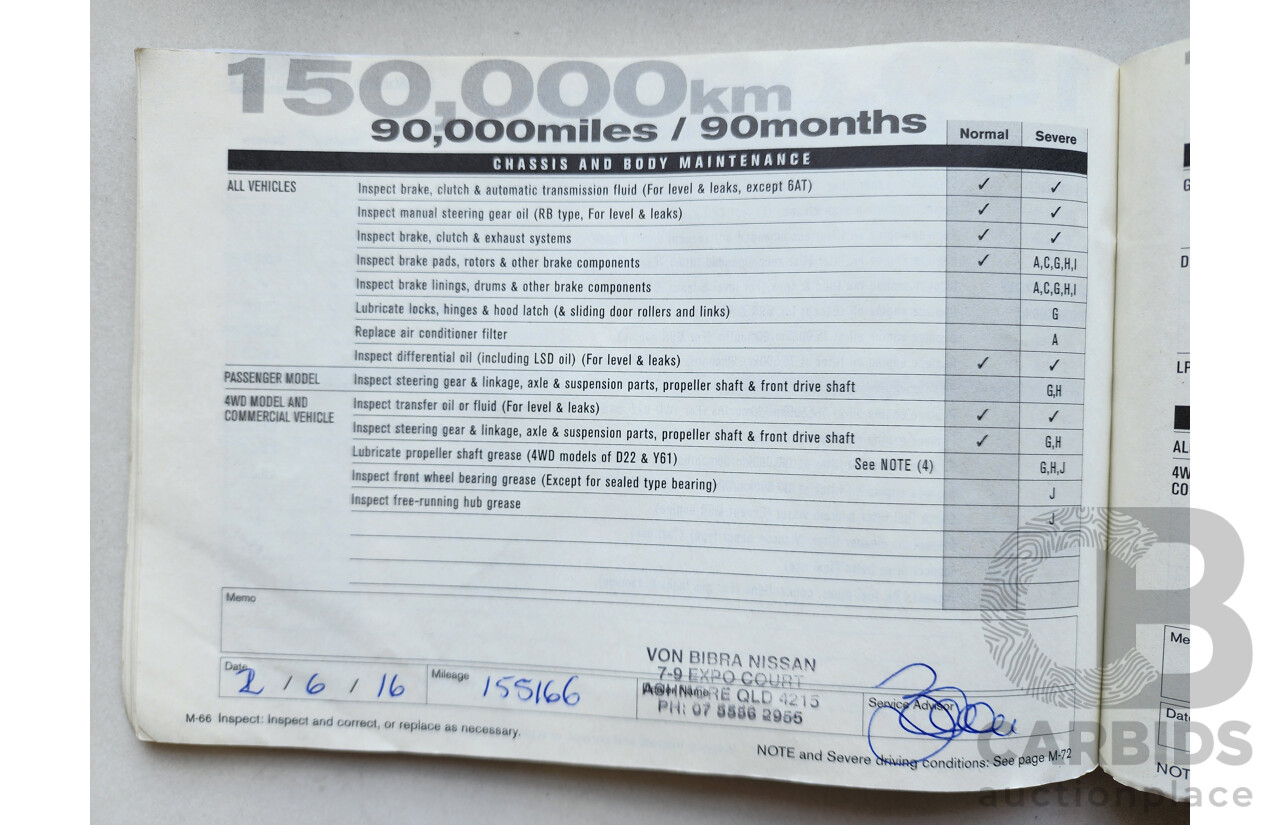 150,000km
90,000miles / 90months
Normal Severe
CHASSIS AND BODY MAINTENANCE
ALL VEHICLES Inspect brake, clutch & automatic transmission fluid (For level & leaks, except 6AT) ✓ ✓
Inspect manual steering gear oil (RB type, For level & leaks) ✓ ✓
Inspect brake, clutch & exhaust systems ✓ ✓
Inspect brake pads, rotors & other brake components ✓ A,C,G,H,I
Inspect brake linings, drums & other brake components A,C,G,H,I
Lubricate locks, hinges & hood latch (& sliding door rollers and links) G
Replace air conditioner filter A
Inspect differential oil (including LSD oil) (For level & leaks) ✓ ✓
PASSENGER MODEL Inspect steering gear & linkage, axle & suspension parts, propeller shaft & front drive shaft G,H
4WD MODEL AND Inspect transfer oil or fluid (For level & leaks) ✓ ✓
COMMERCIAL VEHICLE Inspect steering gear & linkage, axle & suspension parts, propeller shaft & front drive shaft ✓ G,H
Lubricate propeller shaft grease (4WD models of D22 & Y61) See NOTE (4) G,H,J
Inspect front wheel bearing grease (Except for sealed type bearing) J
Inspect free-running hub grease J
Memo
Date 2 / 6 / 16 Mileage 155166
VON BIBRA NISSAN
7-9 EXPO COURT
QLD 4215
PH: 07
Service Advisor
M-66 Inspect: Inspect and correct, or replace as necessary.
NOTE and Severe driving conditions: See page M-72
G
D
LP
AL
4W
CO
Me
Dat
NOT
CARBIDS
auctionplace